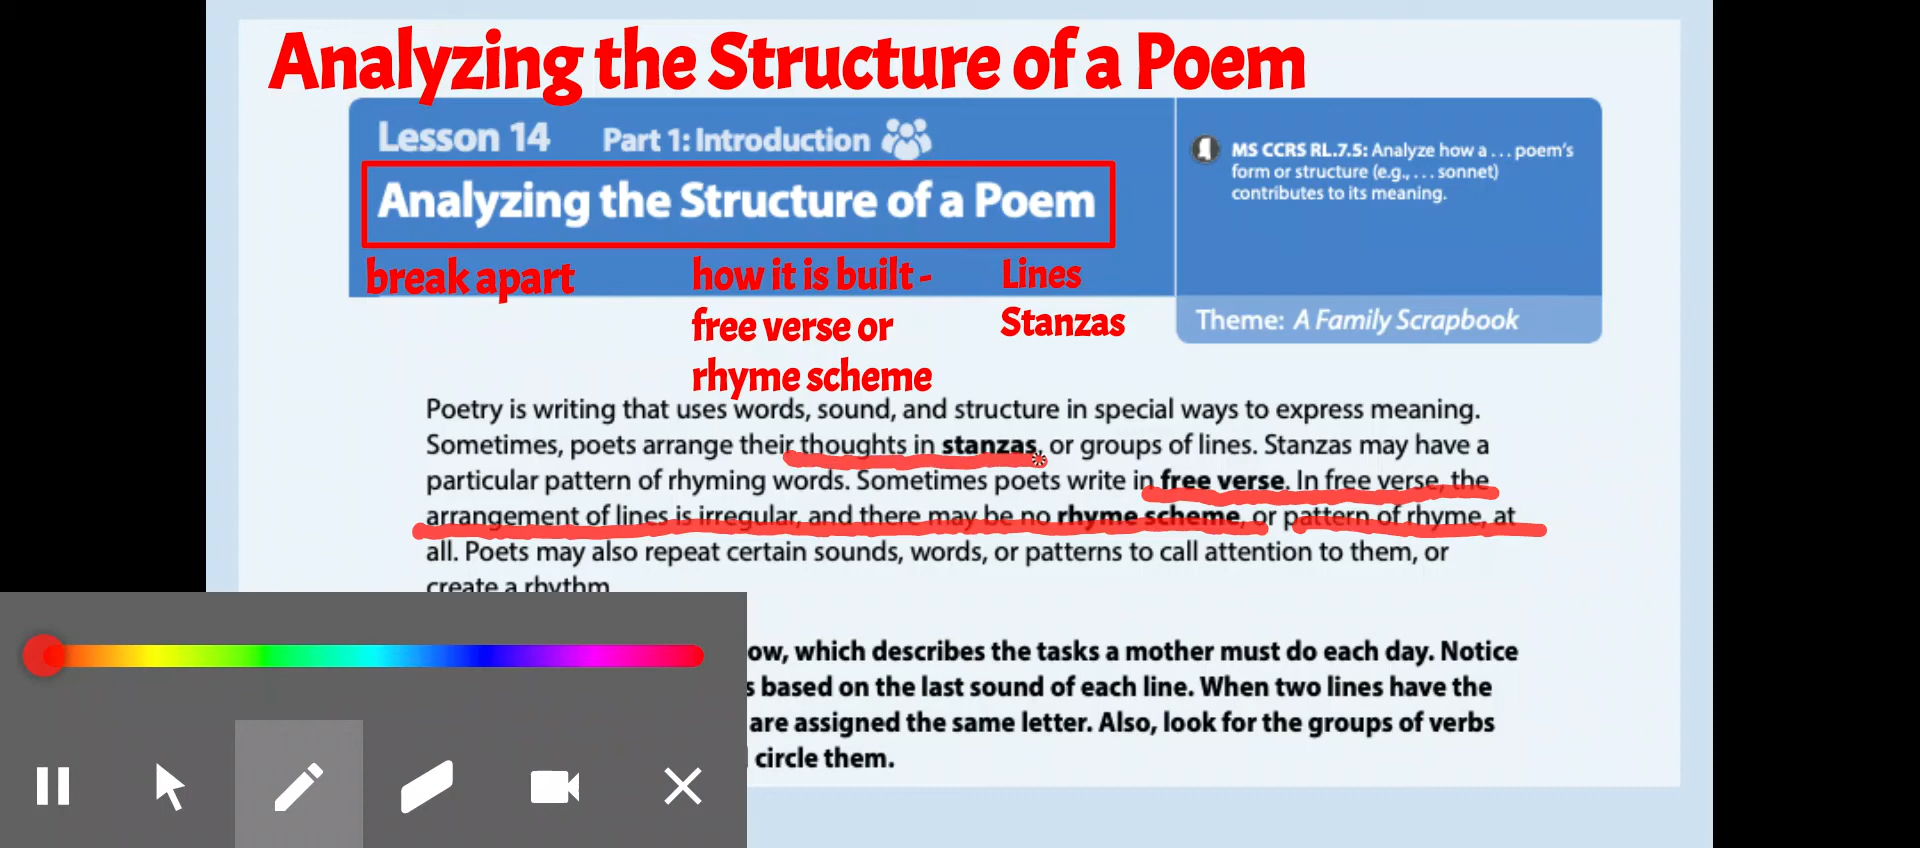 Analyzing the Structure of a Poem
Lesson 14 Part 1: Introduction
Analyzing the Structure of a Poem
MS CCRS RL.7.5: Analyze how a . . . poem's
form or structure (e.g., . . . sonnet)
contributes to its meaning.
Theme: A Family Scrapbook
break apart
how it is built -
free verse or
rhyme scheme
Lines
Stanzas
Poetry is writing that uses words, sound, and structure in special ways to express meaning.
Sometimes, poets arrange their thoughts in stanzas, or groups of lines. Stanzas may have a
particular pattern of rhyming words. Sometimes poets write in free verse. In free verse, the
arrangement of lines is irregular, and there may be no rhyme scheme, or pattern of rhyme, at
all. Poets may also repeat certain sounds, words, or patterns to call attention to them, or
create a rhythm
ow, which describes the tasks a mother must do each day. Notice
s based on the last sound of each line. When two lines have the
are assigned the same letter. Also, look for the groups of verbs
circle them.